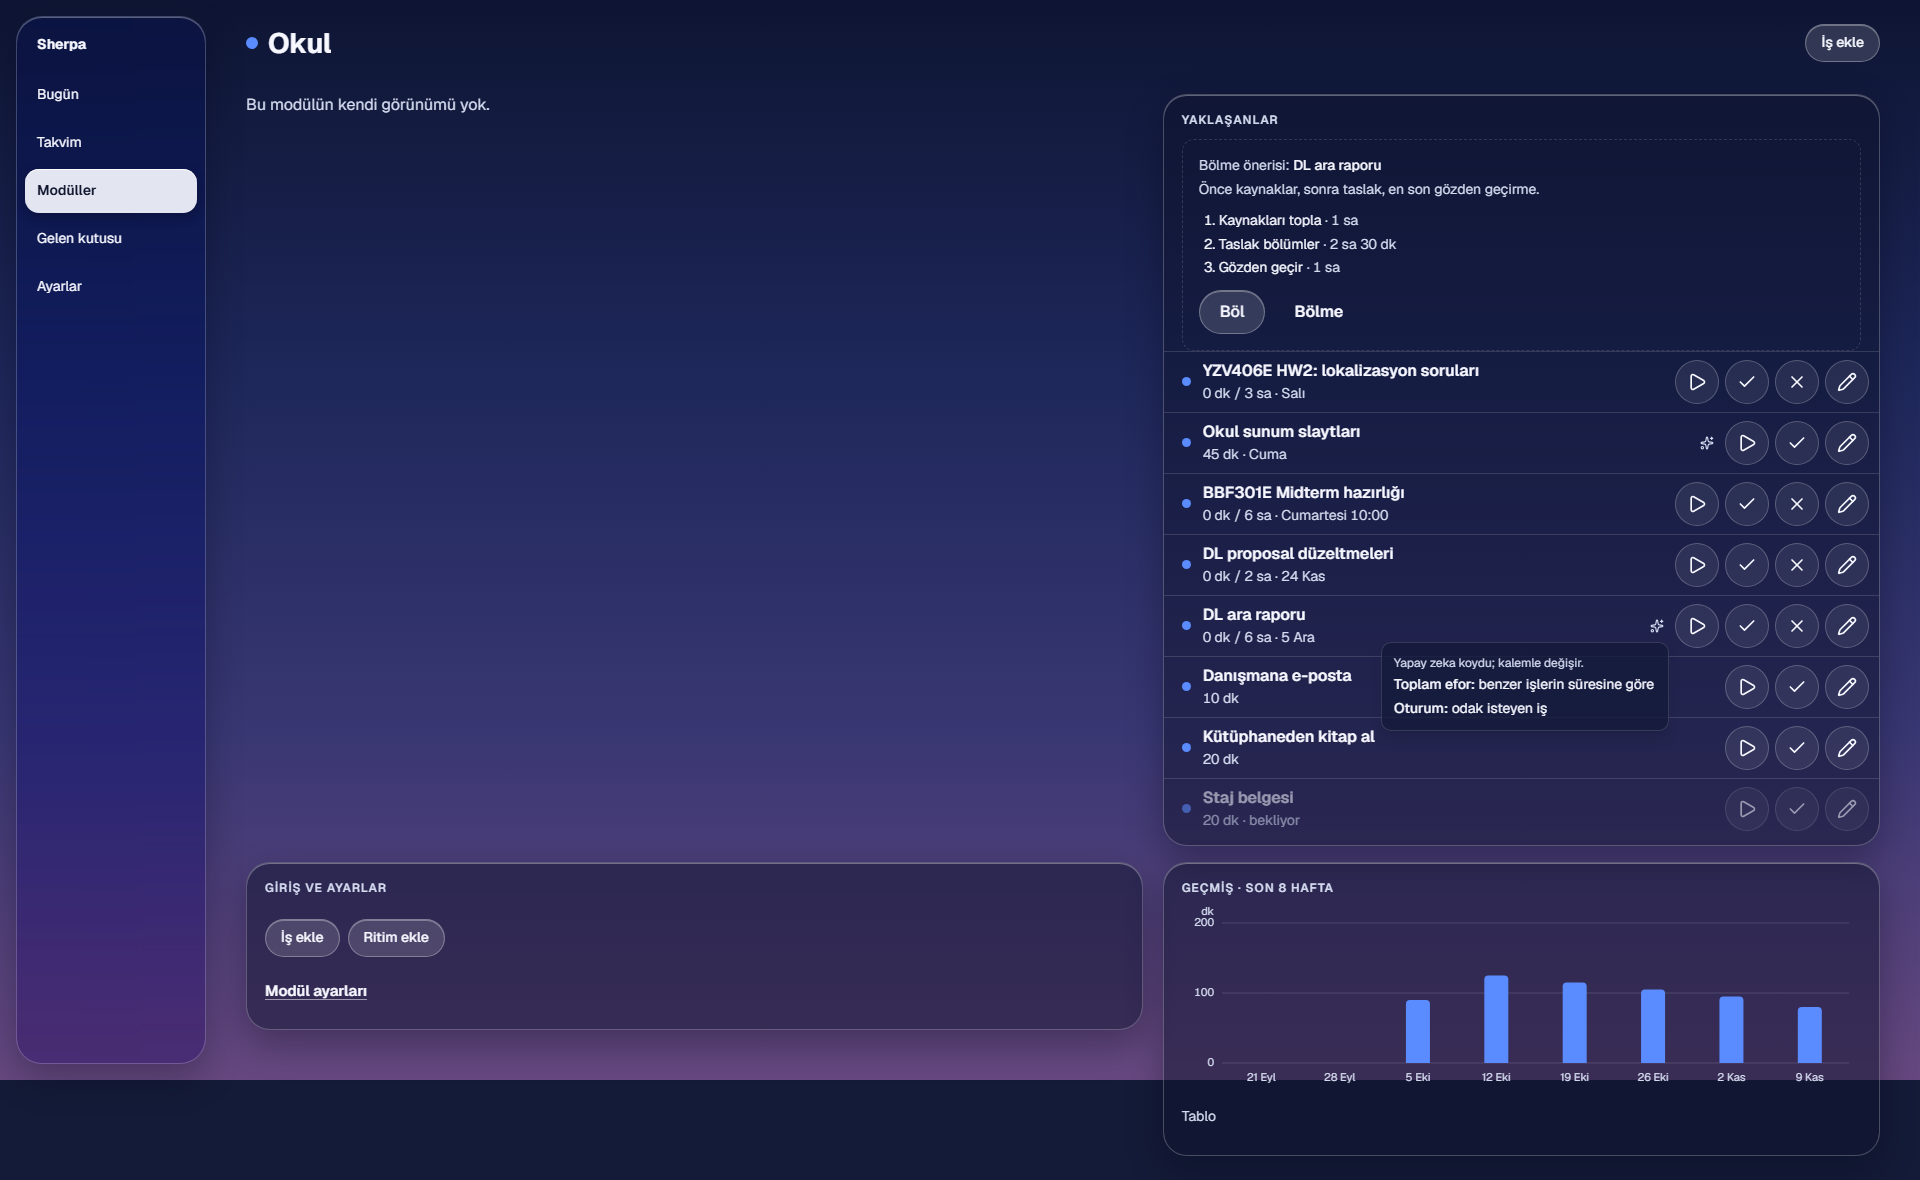 Sherpa
Bugün
Takvim
Modüller
Gelen kutusu
Ayarlar
Okul
İş ekle
Bu modülün kendi görünümü yok.
YAKLAŞANLAR
Bölme önerisi: DL ara raporu
Önce kaynaklar, sonra taslak, en son gözden geçirme.
1. Kaynakları topla · 1 sa
2. Taslak bölümler · 2 sa 30 dk
3. Gözden geçir · 1 sa
Böl
Bölme
YZV406E HW2: lokalizasyon soruları
0 dk / 3 sa · Salı
Okul sunum slaytları
45 dk · Cuma
BBF301E Midterm hazırlığı
0 dk / 6 sa · Cumartesi 10:00
DL proposal düzeltmeleri
0 dk / 2 sa · 24 Kas
DL ara raporu
0 dk / 6 sa · 5 Ara
Yapay zeka koydu; kalemle değişir.
Toplam efor: benzer işlerin süresine göre
Oturum: odak isteyen iş
Danışmana e-posta
10 dk
Kütüphaneden kitap al
20 dk
Staj belgesi
20 dk · bekliyor
GİRİŞ VE AYARLAR
İş ekle
Ritim ekle
Modül ayarları
GEÇMİŞ · SON 8 HAFTA
dk
200
100
0
21 Eyl
28 Eyl
5 Eki
12 Eki
19 Eki
26 Eki
2 Kas
9 Kas
Tablo